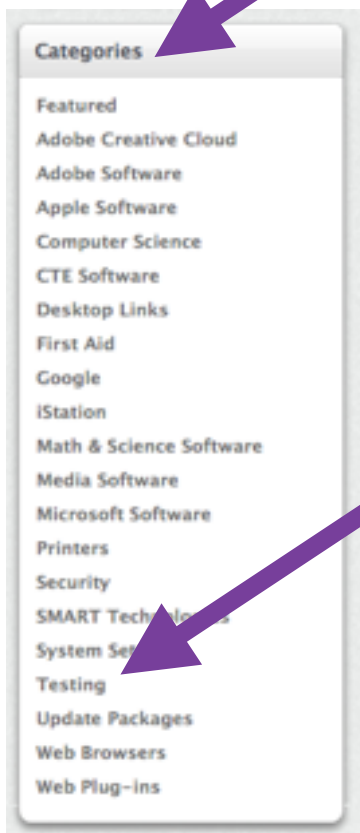 Categories
Featured
Adobe Creative Cloud
Adobe Software
Apple Software
Computer Science
CTE Software
Desktop Links
First Aid
Google
iStation
Math & Science Software
Media Software
Microsoft Software
Printers
Security
SMART
System
Testing
Update Packages
Web Browsers
Web Plug-ins